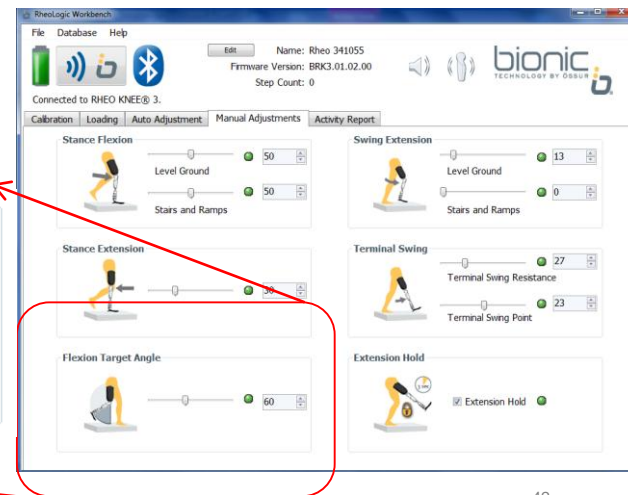 RheoLogic Workbench
File Database Help
Edit Name: Rheo 341055
Firmware Version: BRK3.01.02.00
Step Count: 0
bionic
TECHNOLOGY BY ÖSSUR
Connected to RHEO KNEE® 3.
Calibration Loading Auto Adjustment Manual Adjustments Activity Report
Stance Flexion
50
Level Ground
50
Stairs and Ramps
Swing Extension
13
Level Ground
0
Stairs and Ramps
Stance Extension
Terminal Swing
27
Terminal Swing Resistance
23
Terminal Swing Point
Flexion Target Angle
60
Extension Hold
Extension Hold